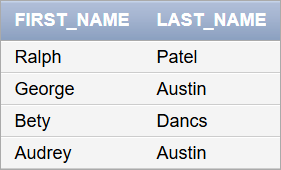 FIRST_NAME LAST_NAME
Ralph Patel
George Austin
Bety Dancs
Audrey Austin